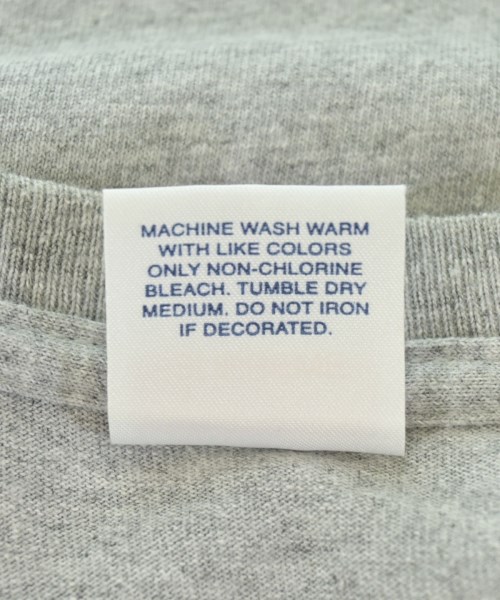 MACHINE WASH WARM
WITH LIKE COLORS
ONLY NON-CHLORINE
BLEACH. TUMBLE DRY
MEDIUM. DO NOT IRON
IF DECORATED.